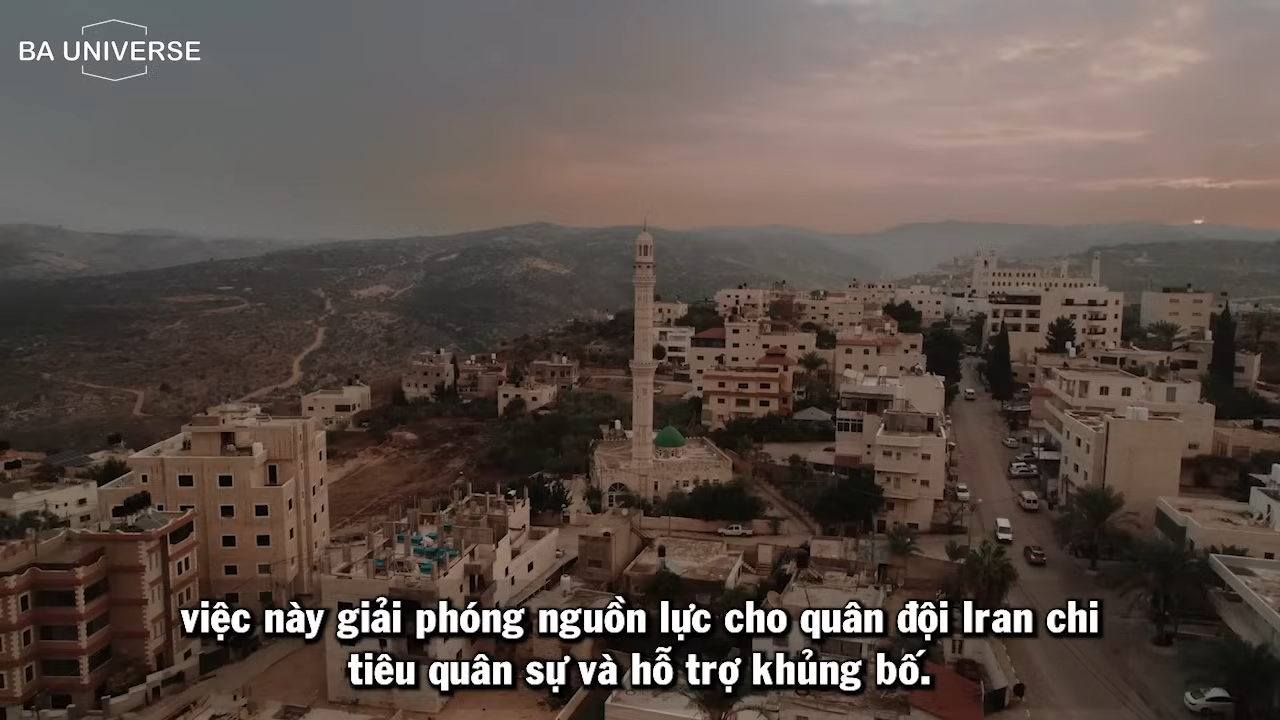 BA UNIVERSE
việc này giải phóng nguồn lực cho quân đội Iran chi
tiêu quân sự và hỗ trợ khủng bố.